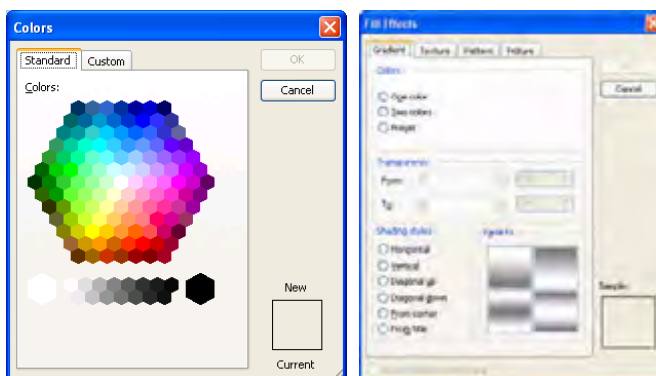 Colors
Standard Custom
Colors:
OK
Cancel
New
Current
Fill Effects
Gradient Texture Pattern Picture
Colors
One color
Two colors
Preset
Cancel
Transparency
From:
To:
Shading styles
Variants
Horizontal
Vertical
Diagonal up
Diagonal down
From corner
From title
Sample: